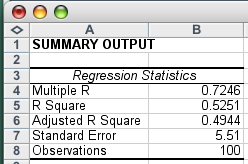 A B
1 SUMMARY OUTPUT
2
3 Regression Statistics
4 Multiple R 0.7246
5 R Square 0.5251
6 Adjusted R Square 0.4944
7 Standard Error 5.51
8 Observations 100